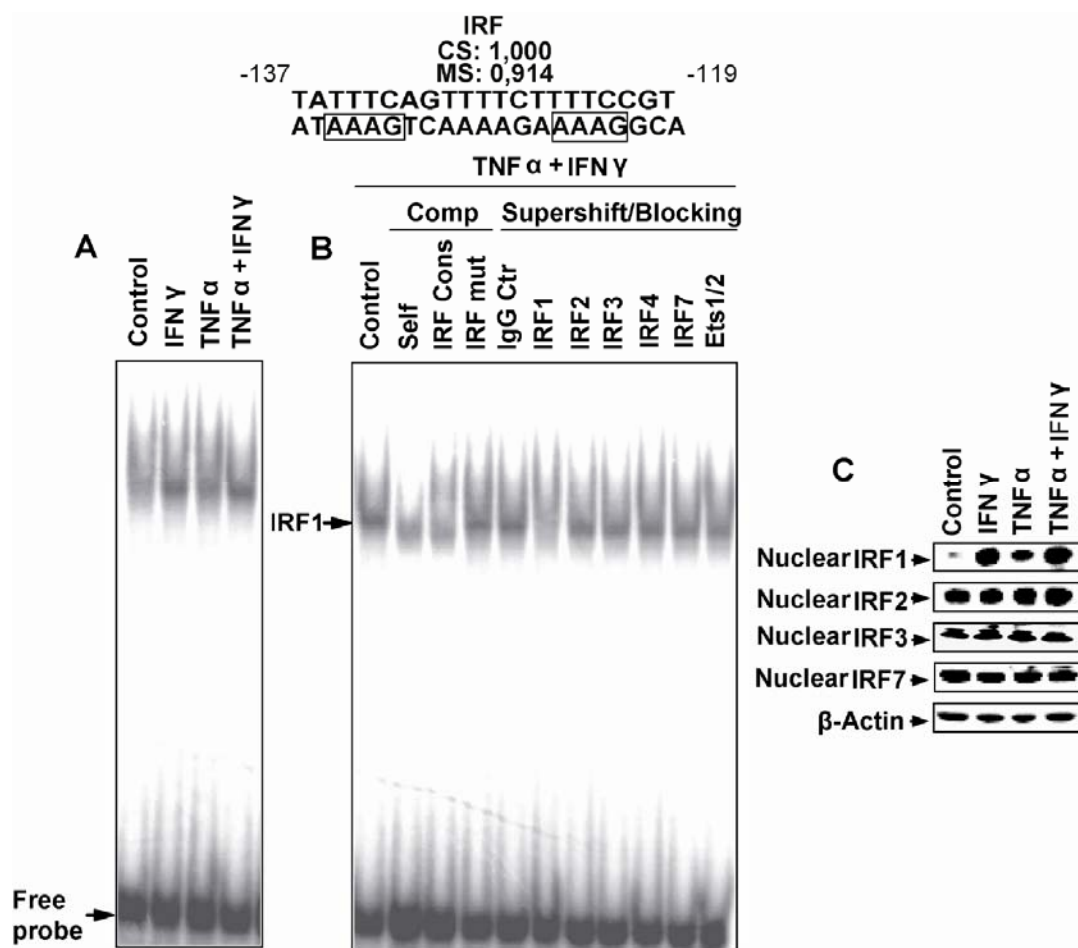 IRF
CS: 1,000
MS: 0,914
-137 -119
TATTTCAGTTTTCTTTTCCGT
ATAAAGTCAAAAGAAAAGGCA
TNF α + IFN γ
Comp Supershift/Blocking
A
Control
IFN γ
TNF α
TNF α + IFN γ
B
Control
Self
IRF Cons
IRF mut
IgG Ctr
IRF1
IRF2
IRF3
IRF4
IRF7
Ets1/2
IRF1
Free
probe
C
Control
IFN γ
TNF α
TNF α + IFN γ
Nuclear IRF1
Nuclear IRF2
Nuclear IRF3
Nuclear IRF7
β-Actin